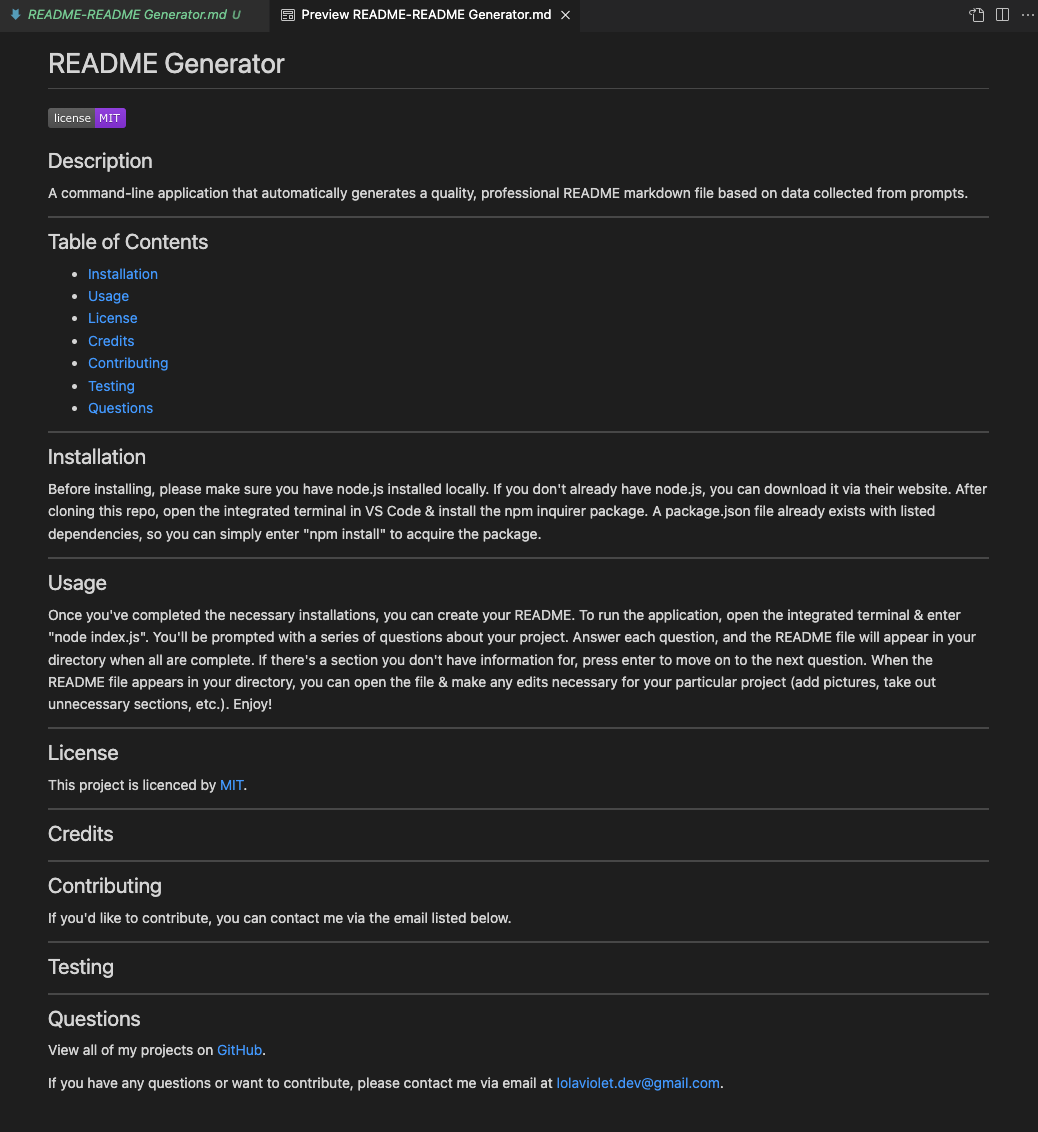 README-README Generator.md U
Preview README-README Generator.md
README Generator
license MIT
Description
A command-line application that automatically generates a quality, professional README markdown file based on data collected from prompts.
Table of Contents
Installation
Usage
License
Credits
Contributing
Testing
Questions
Installation
Before installing, please make sure you have node.js installed locally. If you don't already have node.js, you can download it via their website. After
cloning this repo, open the integrated terminal in VS Code & install the npm inquirer package. A package.json file already exists with listed
dependencies, so you can simply enter "npm install" to acquire the package.
Usage
Once you've completed the necessary installations, you can create your README. To run the application, open the integrated terminal & enter
"node index.js". You'll be prompted with a series of questions about your project. Answer each question, and the README file will appear in your
directory when all are complete. If there's a section you don't have information for, press enter to move on to the next question. When the
README file appears in your directory, you can open the file & make any edits necessary for your particular project (add pictures, take out
unnecessary sections, etc.). Enjoy!
License
This project is licenced by MIT.
Credits
Contributing
If you'd like to contribute, you can contact me via the email listed below.
Testing
Questions
View all of my projects on GitHub.
If you have any questions or want to contribute, please contact me via email at lolaviolet.dev@gmail.com.